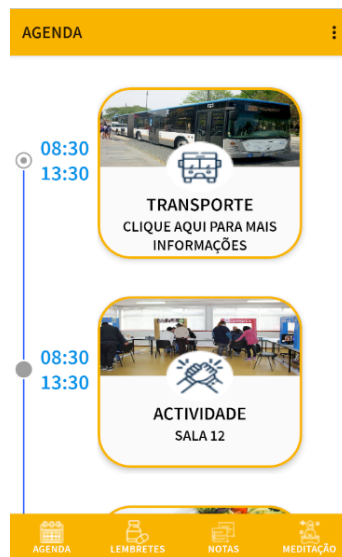 AGENDA
08:30
13:30
TRANSPORTE
CLIQUE AQUI PARA MAIS
INFORMAÇÕES
08:30
13:30
ACTIVIDADE
SALA 12
AGENDA
LEMBRETES
NOTAS
MEDITAÇÃO